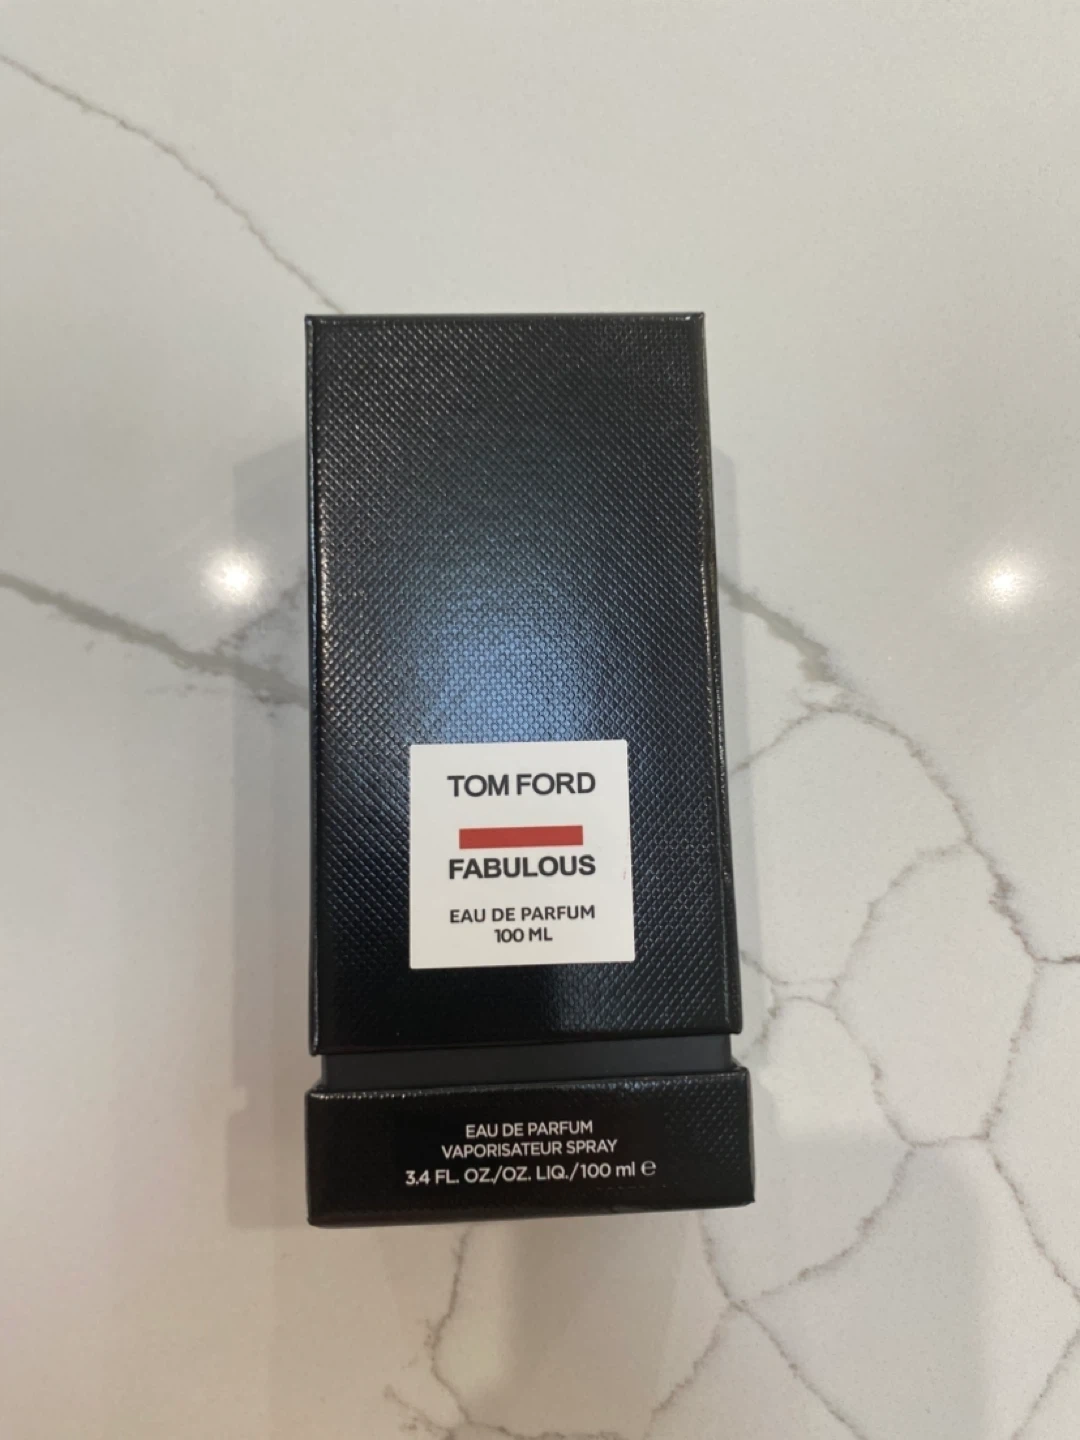 TOM FORD
FABULOUS
EAU DE PARFUM
100 ML
EAU DE PARFUM
VAPORISATEUR SPRAY
3.4 FL. OZ./OZ. LIQ./100 ml ℮